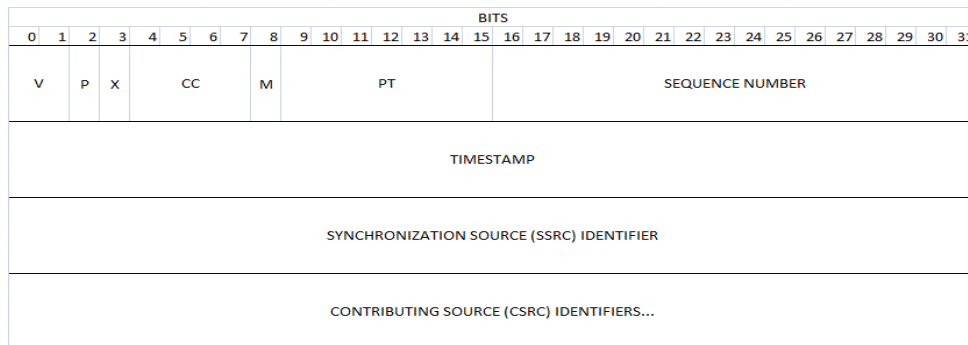 BITS
0 1 2 3 4 5 6 7 8 9 10 11 12 13 14 15 16 17 18 19 20 21 22 23 24 25 26 27 28 29 30 31
V P X CC M PT SEQUENCE NUMBER
TIMESTAMP
SYNCHRONIZATION SOURCE (SSRC) IDENTIFIER
CONTRIBUTING SOURCE (CSRC) IDENTIFIERS...